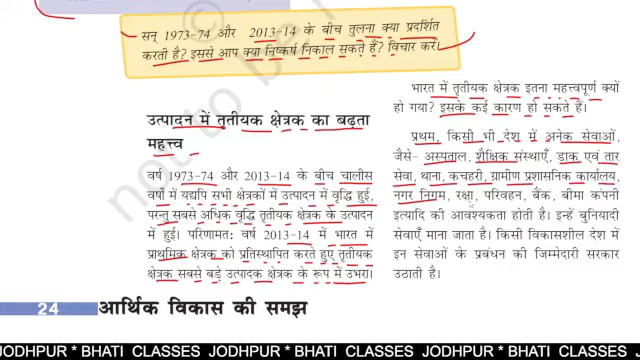 सन् 1973-74 और 2013-14 के बीच तुलना क्या प्रदर्शित
करती है? इससे आप क्या निष्कर्ष निकाल सकते हैं? विचार करें।
उत्पादन में तृतीयक क्षेत्रक का बढ़ता
महत्त्व
वर्ष 1973-74 और 2013-14 के बीच चालीस
वर्षों में यद्यपि सभी क्षेत्रकों में उत्पादन में वृद्धि हुई,
परन्तु सबसे अधिक वृद्धि तृतीयक क्षेत्रक के उत्पादन
में हुई। परिणामतः वर्ष 2013-14 में भारत में
प्राथमिक क्षेत्रक को प्रतिस्थापित करते हुए तृतीयक
क्षेत्रक सबसे बड़े उत्पादक क्षेत्रक के रूप में उभरा।
भारत में तृतीयक क्षेत्रक इतना महत्त्वपूर्ण क्यों
हो गया? इसके कई कारण हो सकते हैं।
प्रथम, किसी भी देश में अनेक सेवाओं,
जैसे- अस्पताल, शैक्षिक संस्थाएँ, डाक एवं तार
सेवा, थाना, कचहरी, ग्रामीण प्रशासनिक कार्यालय,
नगर निगम, रक्षा, परिवहन, बैंक, बीमा कंपनी
इत्यादि की आवश्यकता होती है। इन्हें बुनियादी
सेवाएँ माना जाता है। किसी विकासशील देश में
इन सेवाओं के प्रबंधन की जिम्मेदारी सरकार
उठाती है।
not to be
24 आर्थिक विकास की समझ
JODHPUR * BHATI CLASSES JODHPUR * BHATI CLASSES JODHPUR * BHATI CLASSES JOD